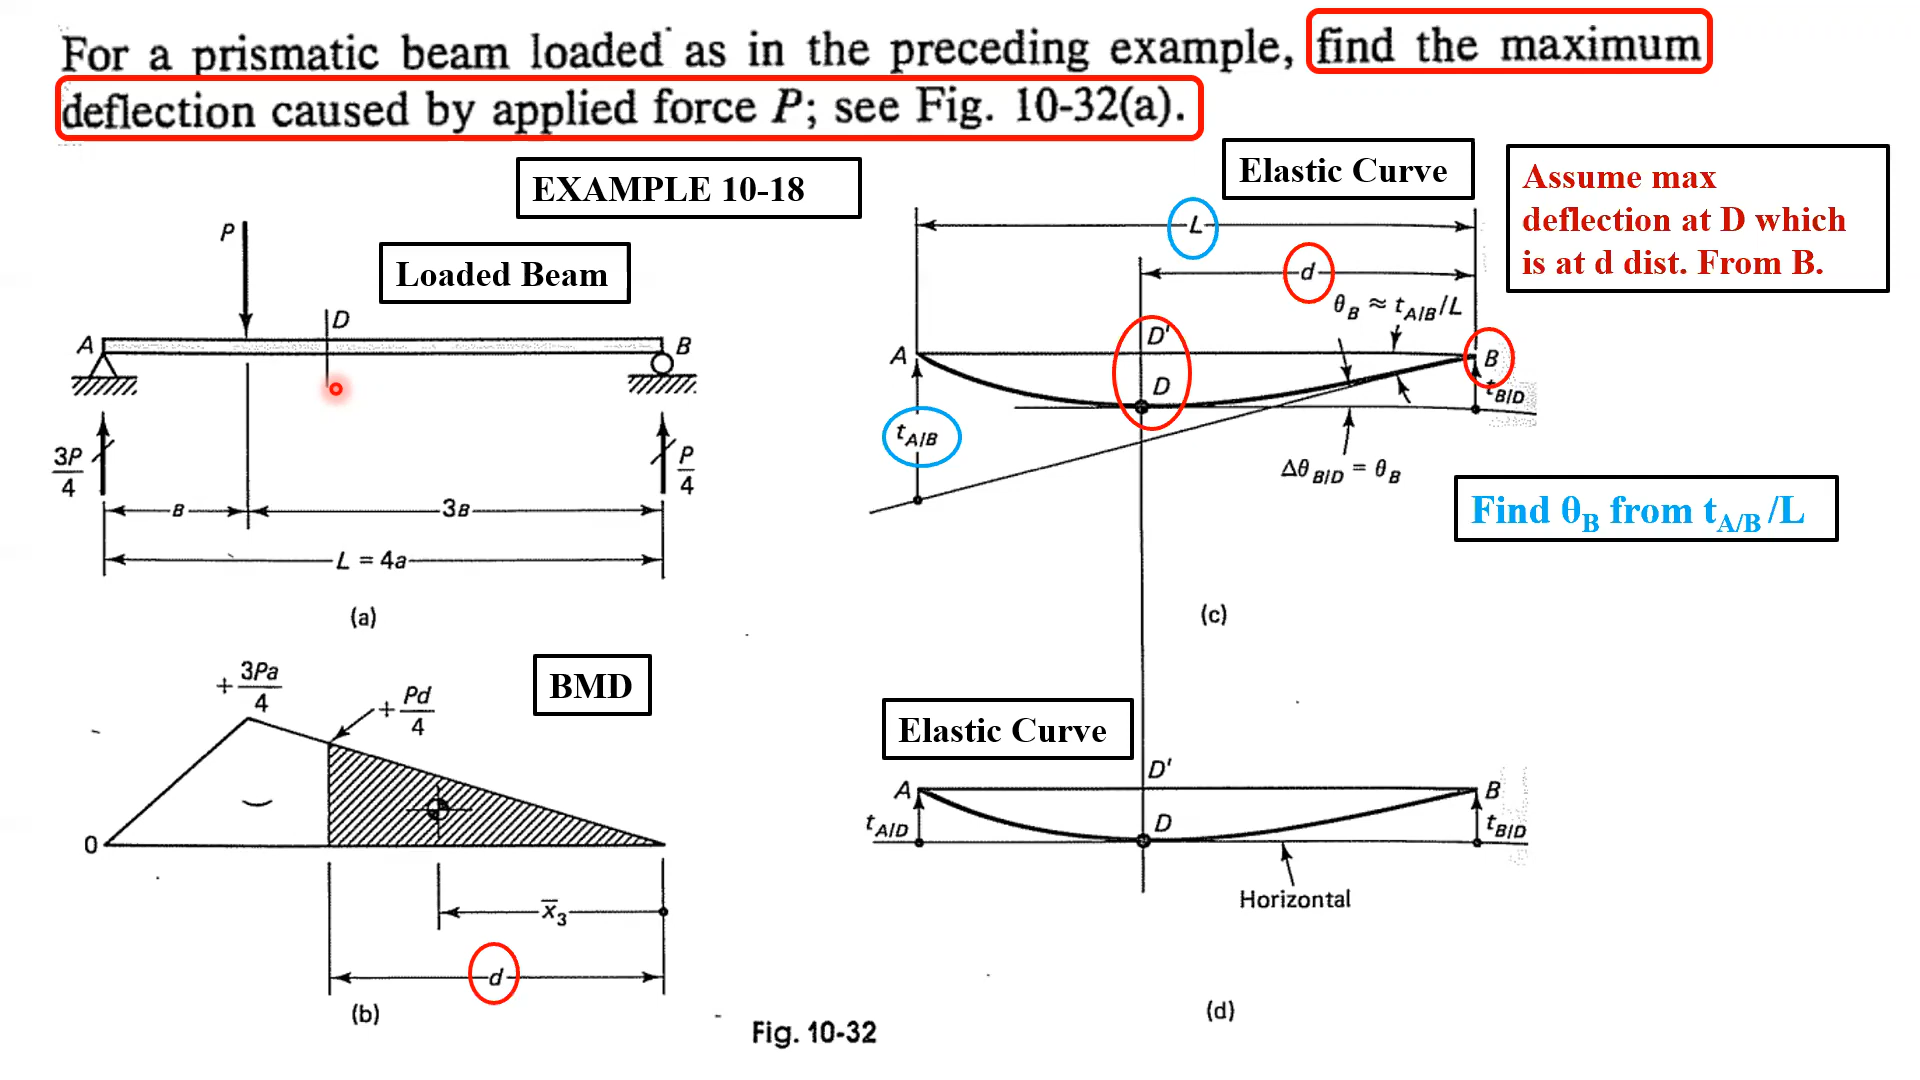 For a prismatic beam loaded as in the preceding example, find the maximum
deflection caused by applied force P; see Fig. 10-32(a).
EXAMPLE 10-18
Loaded Beam
P
D
A
B
3P
4
P
4
B
3B
L = 4a
(a)
Elastic Curve
Assume max
deflection at D which
is at d dist. From B.
L
d
θB ≈ tA/B/L
D'
A
B
D
tB/D
tA/B
ΔθB/D = θB
Find θB from tA/B /L
(c)
+ 3Pa
4
+ Pd
4
BMD
0
x̅3
d
(b)
Elastic Curve
D'
A
B
tA/D
D
tB/D
Horizontal
(d)
Fig. 10-32